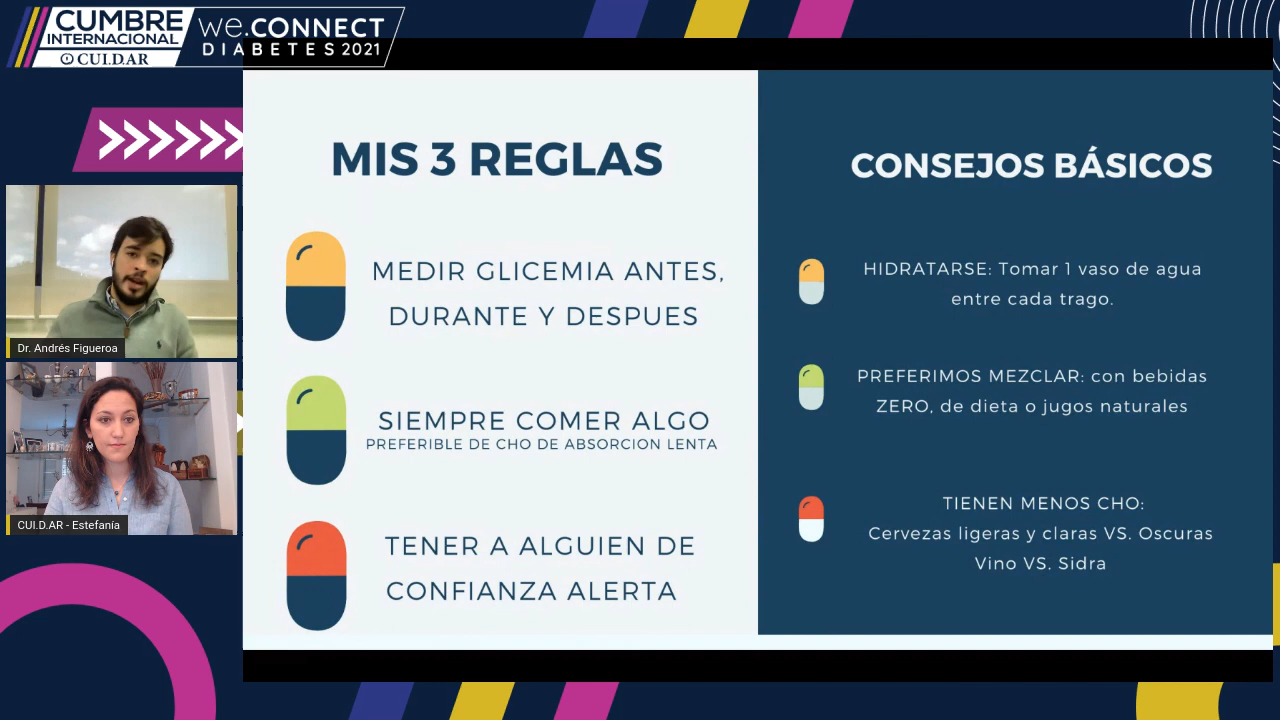 CUMBRE
INTERNACIONAL
CUI.D.AR
we.CONNECT
DIABETES 2021
MIS 3 REGLAS
MEDIR GLICEMIA ANTES,
DURANTE Y DESPUES
SIEMPRE COMER ALGO
PREFERIBLE DE CHO DE ABSORCION LENTA
TENER A ALGUIEN DE
CONFIANZA ALERTA
CONSEJOS BÁSICOS
HIDRATARSE: Tomar 1 vaso de agua
entre cada trago.
PREFERIMOS MEZCLAR: con bebidas
ZERO, de dieta o jugos naturales
TIENEN MENOS CHO:
Cervezas ligeras y claras VS. Oscuras
Vino VS. Sidra
Dr. Andrés Figueroa
CUI.D.AR - Estefanía